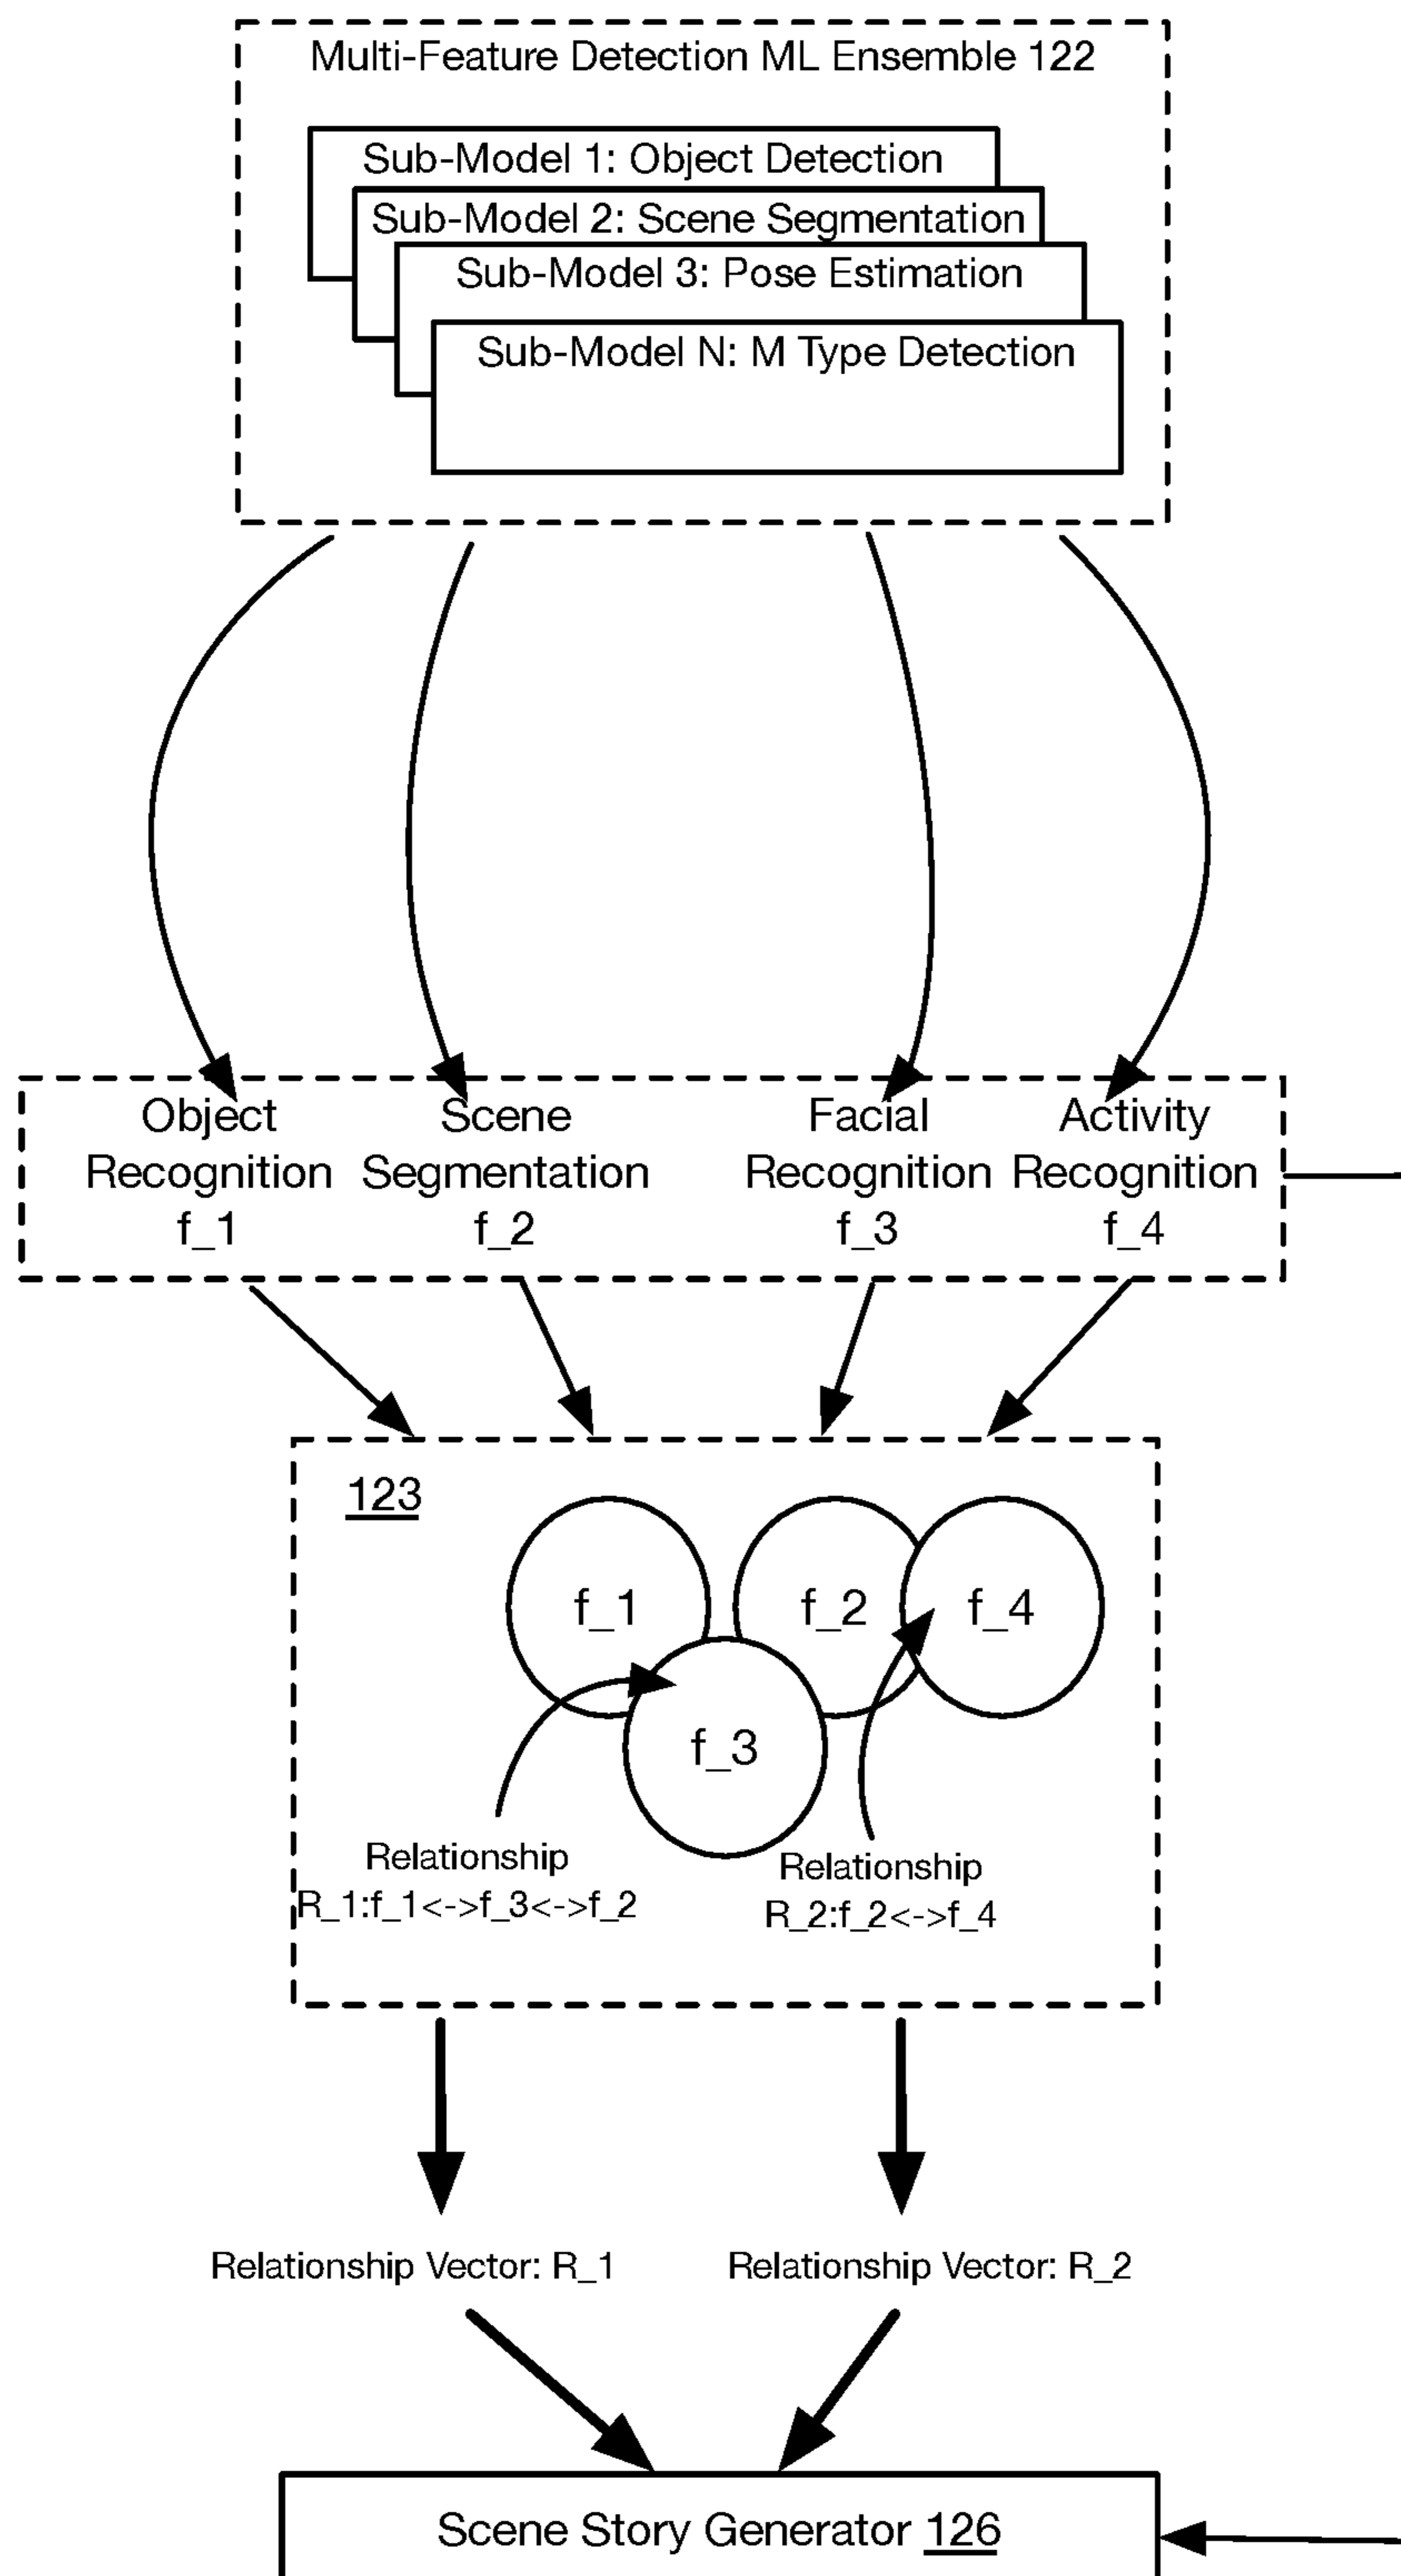 Multi-Feature Detection ML Ensemble 122
Sub-Model 1: Object Detection
Sub-Model 2: Scene Segmentation
Sub-Model 3: Pose Estimation
Sub-Model N: M Type Detection
Object Recognition f_1
Scene Segmentation f_2
Facial Recognition f_3
Activity Recognition f_4
123
f_1
f_2
f_4
f_3
Relationship
R_1:f_1<->f_3<->f_2
Relationship
R_2:f_2<->f_4
Relationship Vector: R_1
Relationship Vector: R_2
Scene Story Generator 126